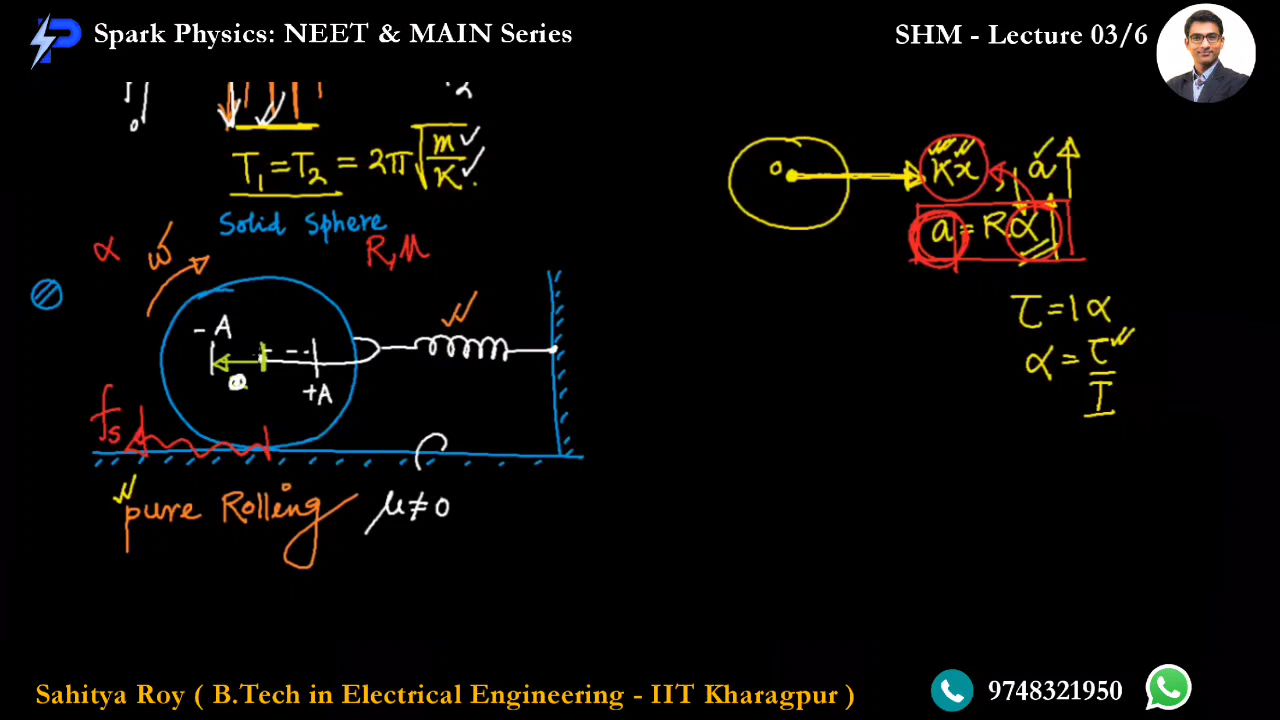 Spark Physics: NEET & MAIN Series
SHM - Lecture 03/6
T₁ = T₂ = 2π√(m/K)
Solid Sphere
R, M
α
ω
- A
+A
fs
pure Rolling
μ ≠ 0
o
Kx
a
a = Rα
τ = Iα
α = τ/I
Sahitya Roy ( B.Tech in Electrical Engineering - IIT Kharagpur )
9748321950